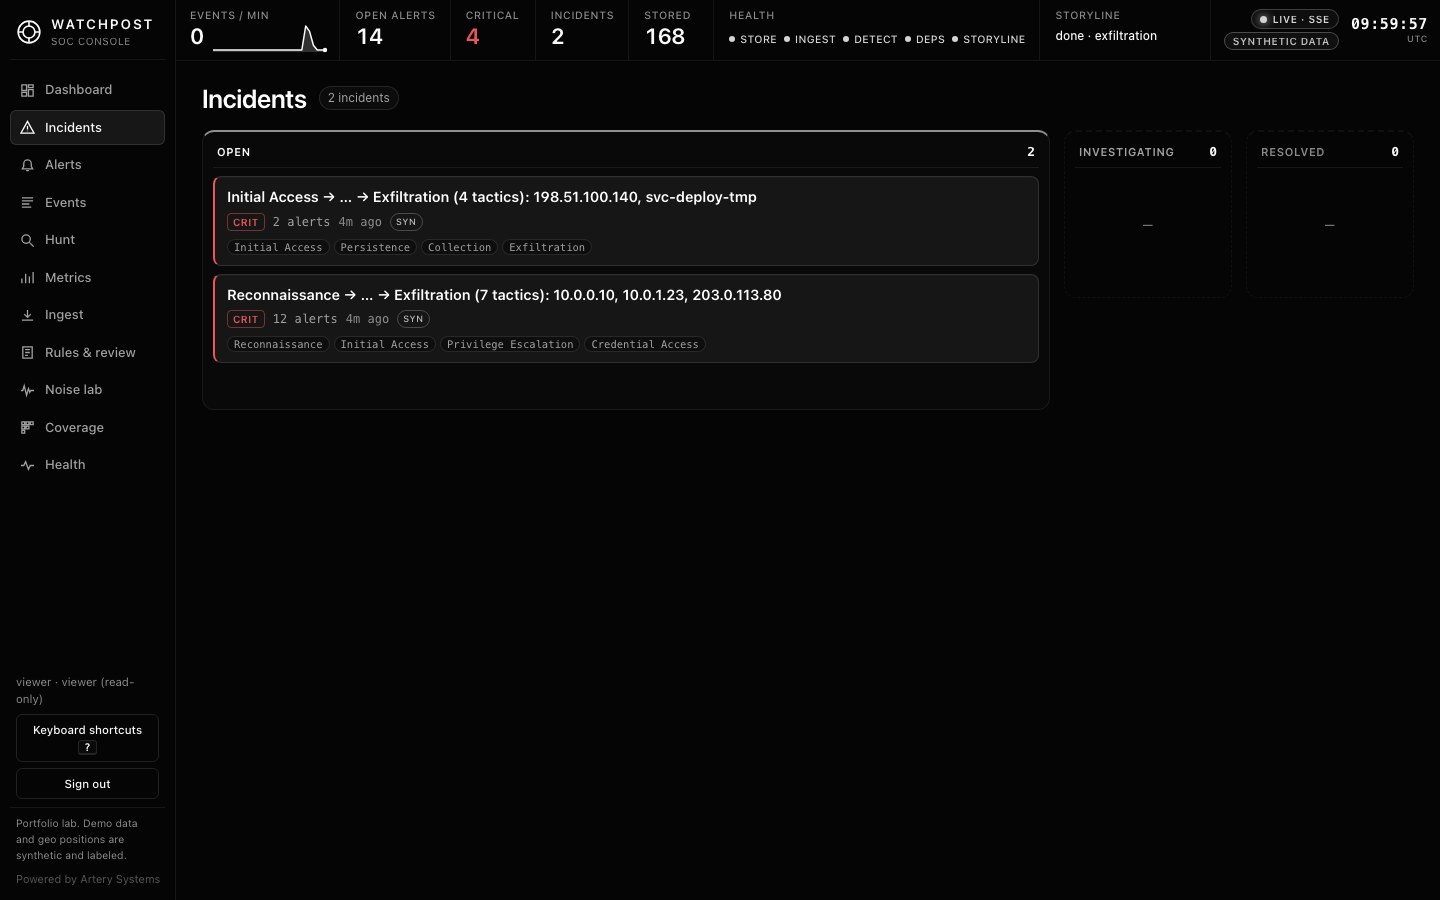 WATCHPOST
SOC CONSOLE
Dashboard
Incidents
Alerts
Events
Hunt
Metrics
Ingest
Rules & review
Noise lab
Coverage
Health
viewer · viewer (read-
only)
Keyboard shortcuts
?
Sign out
Portfolio lab. Demo data
and geo positions are
synthetic and labeled.
Powered by Artery Systems
EVENTS / MIN
0
OPEN ALERTS
14
CRITICAL
4
INCIDENTS
2
STORED
168
HEALTH
STORE INGEST DETECT DEPS STORYLINE
STORYLINE
done · exfiltration
LIVE · SSE
SYNTHETIC DATA
09:59:57
UTC
Incidents 2 incidents
OPEN 2
Initial Access → ... → Exfiltration (4 tactics): 198.51.100.140, svc-deploy-tmp
CRIT 2 alerts 4m ago SYN
Initial Access Persistence Collection Exfiltration
Reconnaissance → ... → Exfiltration (7 tactics): 10.0.0.10, 10.0.1.23, 203.0.113.80
CRIT 12 alerts 4m ago SYN
Reconnaissance Initial Access Privilege Escalation Credential Access
INVESTIGATING 0
—
RESOLVED 0
—